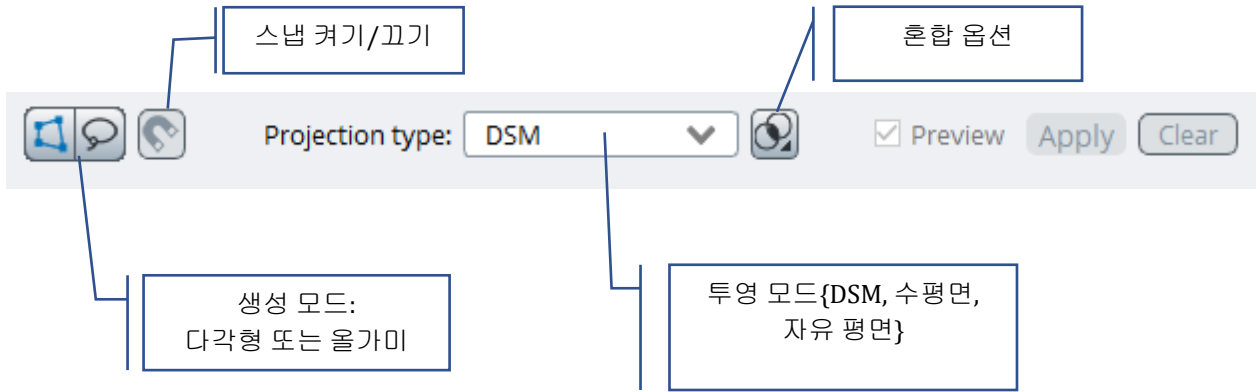 스냅 켜기/끄기
혼합 옵션
Projection type: DSM Preview Apply Clear
생성 모드:
다각형 또는 올가미
투영 모드{DSM, 수평면,
자유 평면}